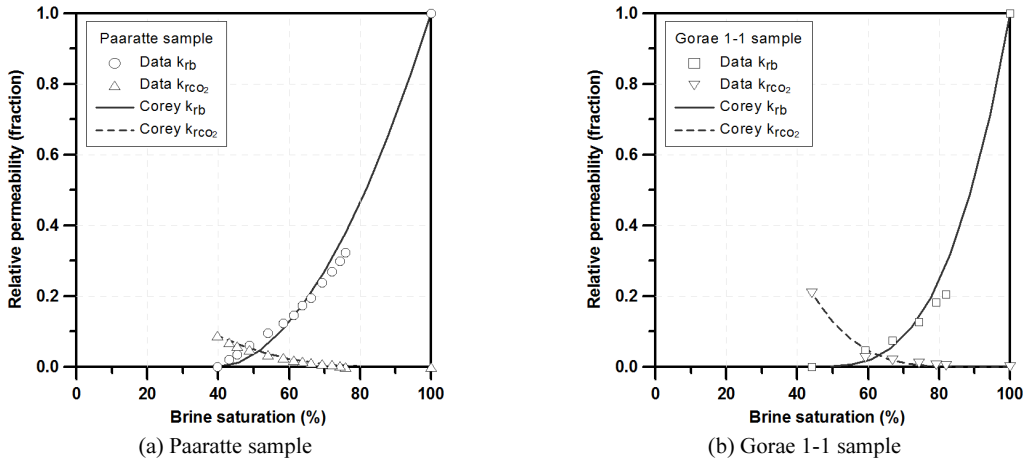 Relative permeability (fraction)
1.0
0.8
0.6
0.4
0.2
0.0
Paaratte sample
Data krb
Data krco₂
Corey krb
Corey krco₂
0 20 40 60 80 100
Brine saturation (%)
(a) Paaratte sample
Relative permeability (fraction)
1.0
0.8
0.6
0.4
0.2
0.0
Gorae 1-1 sample
Data krb
Data krco₂
Corey krb
Corey krco₂
0 20 40 60 80 100
Brine saturation (%)
(b) Gorae 1-1 sample